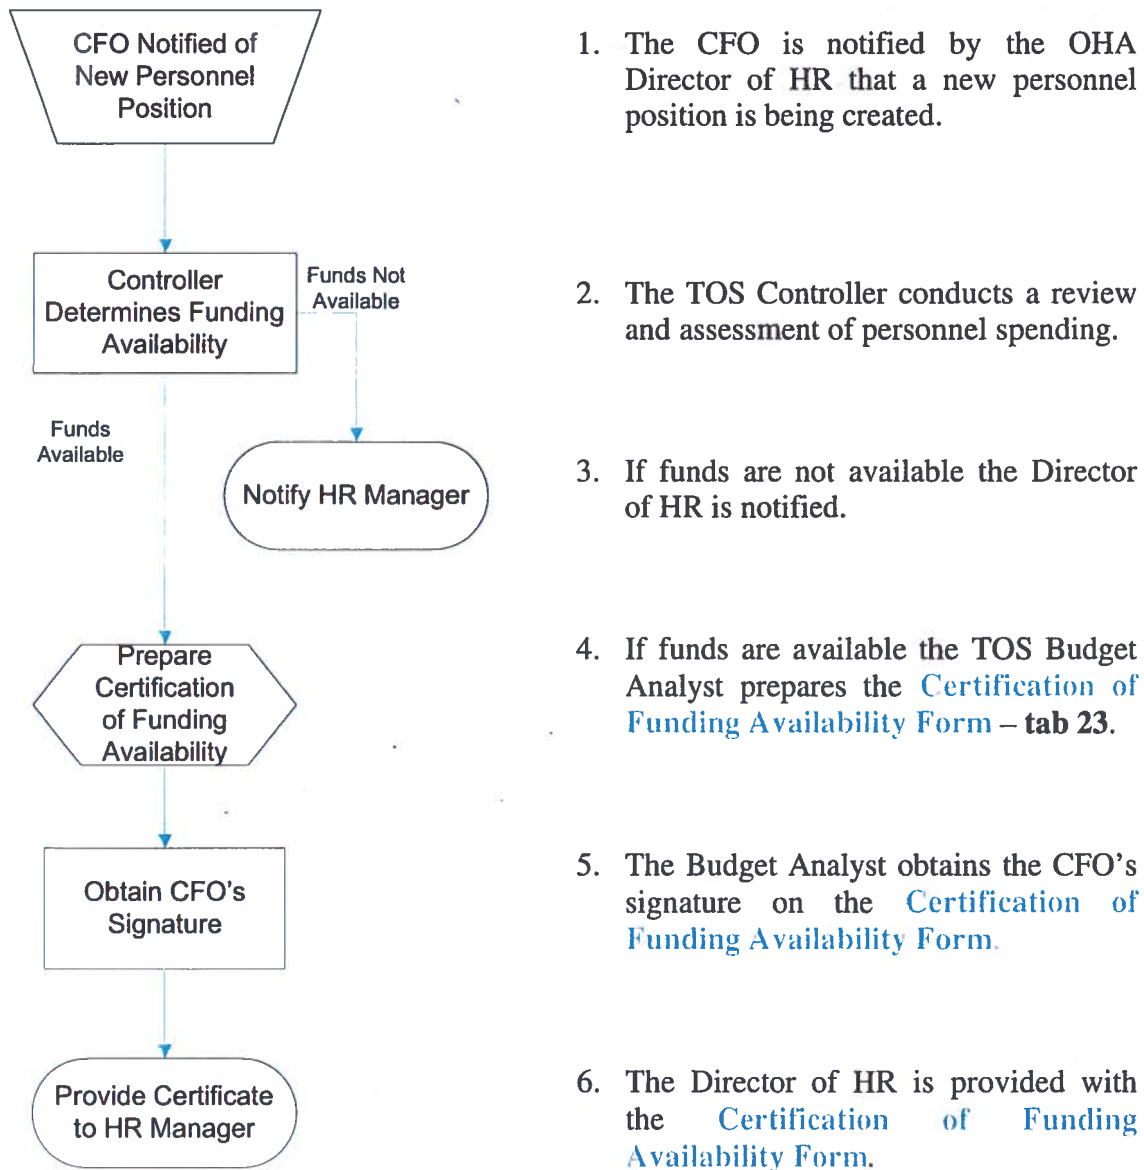 CFO Notified of
New Personnel
Position
Controller
Determines Funding
Availability
Funds Not
Available
Funds
Available
Notify HR Manager
Prepare
Certification
of Funding
Availability
Obtain CFO's
Signature
Provide Certificate
to HR Manager
1. The CFO is notified by the OHA
Director of HR that a new personnel
position is being created.
2. The TOS Controller conducts a review
and assessment of personnel spending.
3. If funds are not available the Director
of HR is notified.
4. If funds are available the TOS Budget
Analyst prepares the Certification of
Funding Availability Form – tab 23.
5. The Budget Analyst obtains the CFO's
signature on the Certification of
Funding Availability Form.
6. The Director of HR is provided with
the Certification of Funding
Availability Form.